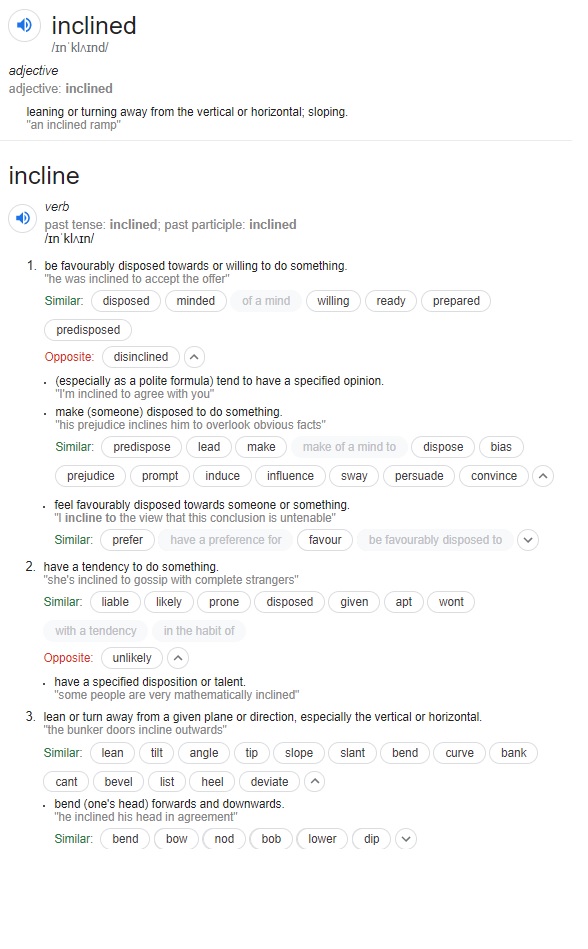 inclined
/ɪnˈklʌɪnd/
adjective
adjective: inclined
leaning or turning away from the vertical or horizontal; sloping.
"an inclined ramp"
incline
verb
past tense: inclined; past participle: inclined
/ɪnˈklʌɪn/
1. be favourably disposed towards or willing to do something.
"he was inclined to accept the offer"
Similar: disposed minded of a mind willing ready prepared
predisposed
Opposite: disinclined
• (especially as a polite formula) tend to have a specified opinion.
"I'm inclined to agree with you"
• make (someone) disposed to do something.
"his prejudice inclines him to overlook obvious facts"
Similar: predispose lead make make of a mind to dispose bias
prejudice prompt induce influence sway persuade convince
• feel favourably disposed towards someone or something.
"I incline to the view that this conclusion is untenable"
Similar: prefer have a preference for favour be favourably disposed to
2. have a tendency to do something.
"she's inclined to gossip with complete strangers"
Similar: liable likely prone disposed given apt wont
with a tendency in the habit of
Opposite: unlikely
• have a specified disposition or talent.
"some people are very mathematically inclined"
3. lean or turn away from a given plane or direction, especially the vertical or horizontal.
"the bunker doors incline outwards"
Similar: lean tilt angle tip slope slant bend curve bank
cant bevel list heel deviate
• bend (one's head) forwards and downwards.
"he inclined his head in agreement"
Similar: bend bow nod bob lower dip